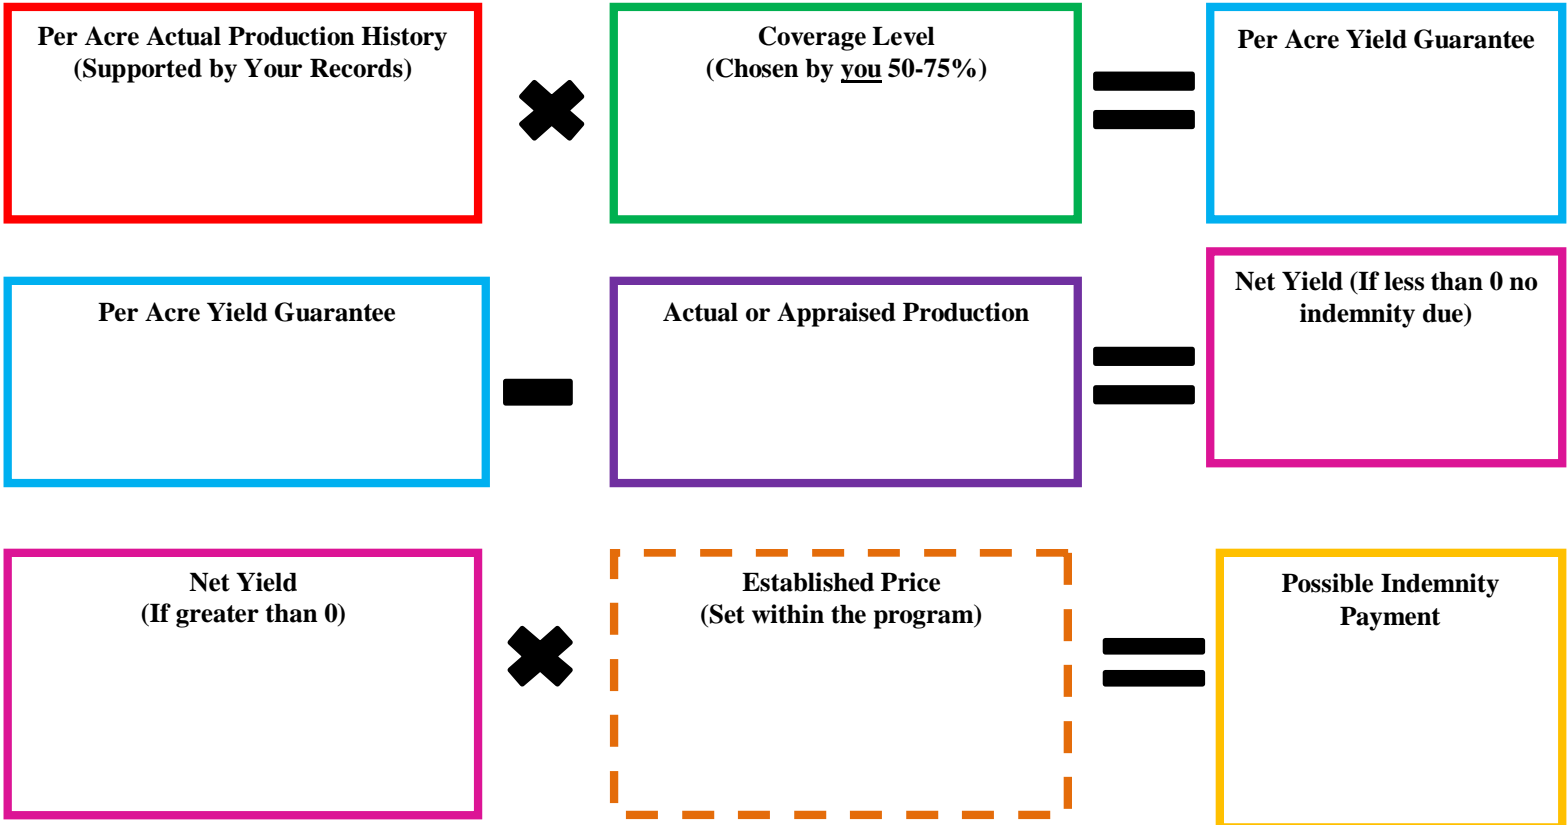 Per Acre Actual Production History
(Supported by Your Records)
Coverage Level
(Chosen by you 50-75%)
Per Acre Yield Guarantee
Per Acre Yield Guarantee
Actual or Appraised Production
Net Yield (If less than 0 no
indemnity due)
Net Yield
(If greater than 0)
Established Price
(Set within the program)
Possible Indemnity
Payment